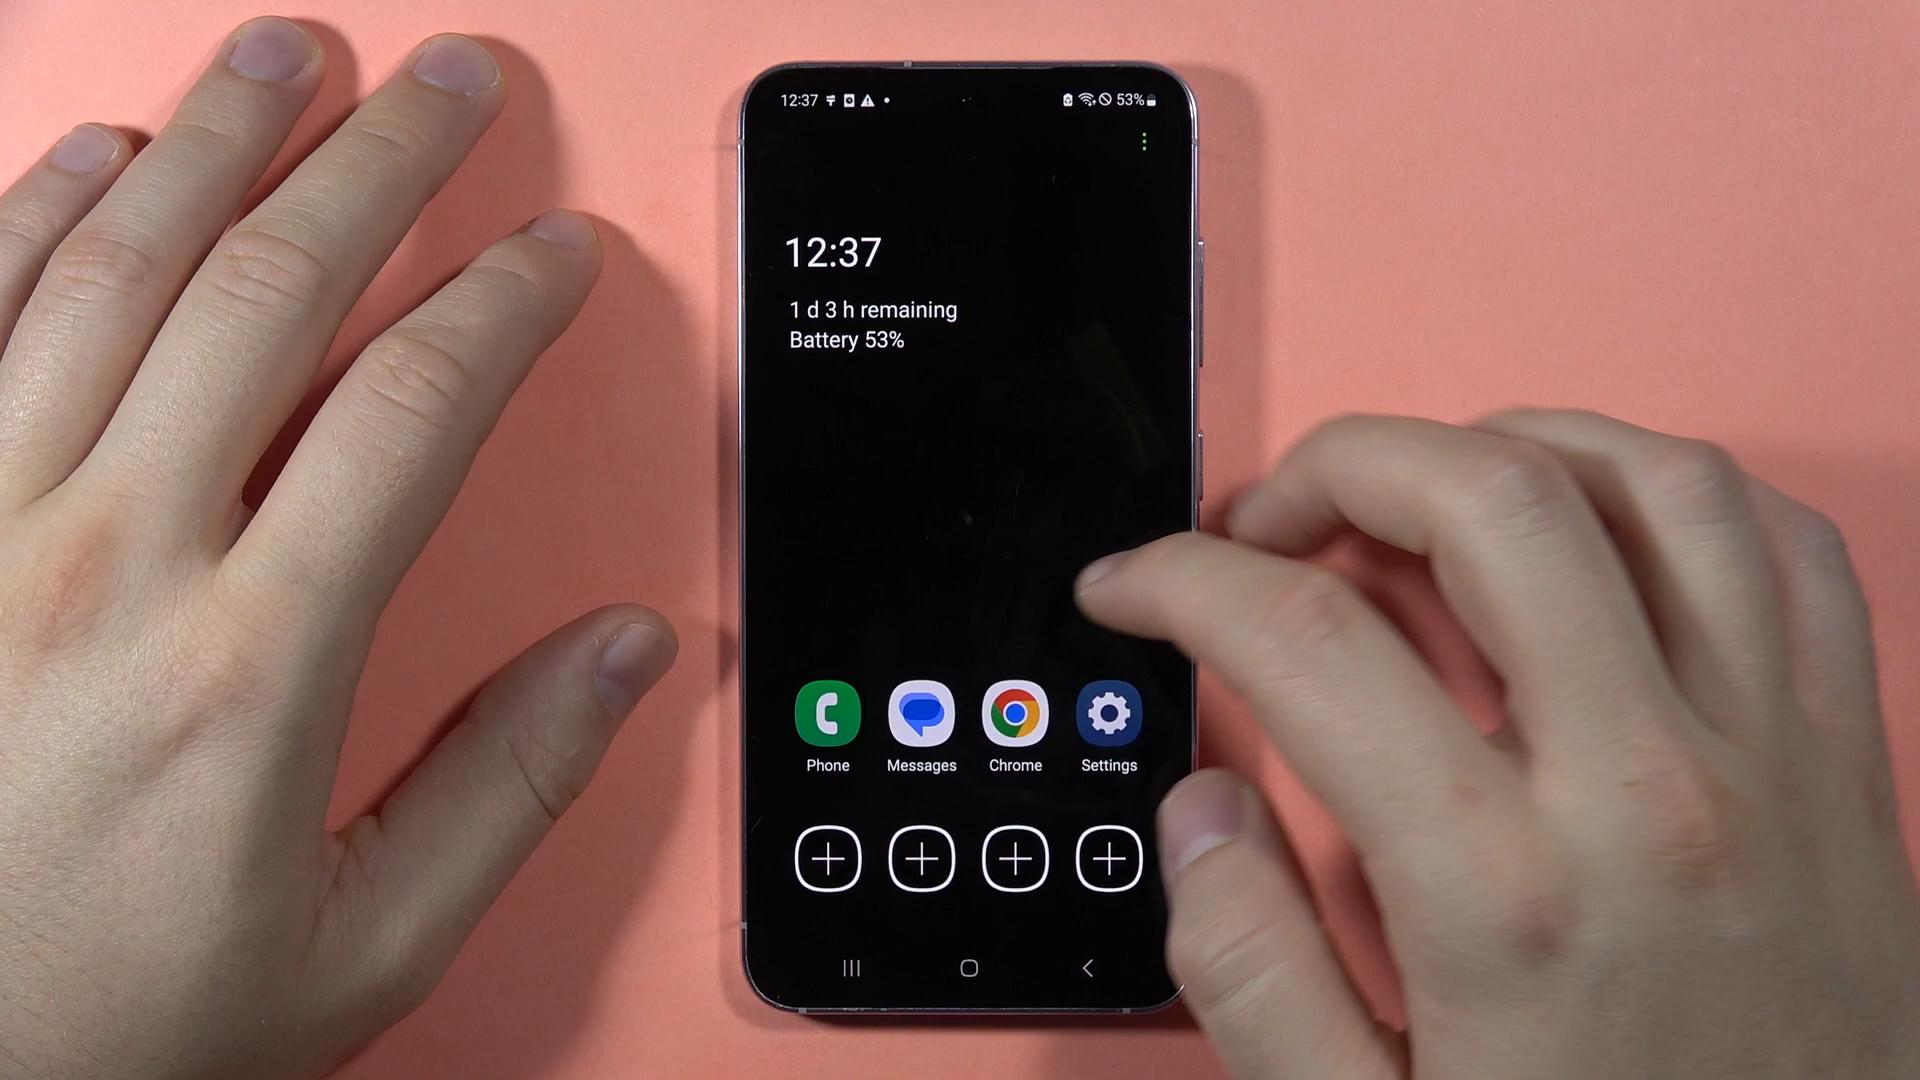 12:37
53%
12:37
1 d 3 h remaining
Battery 53%
Phone
Messages
Chrome
Settings